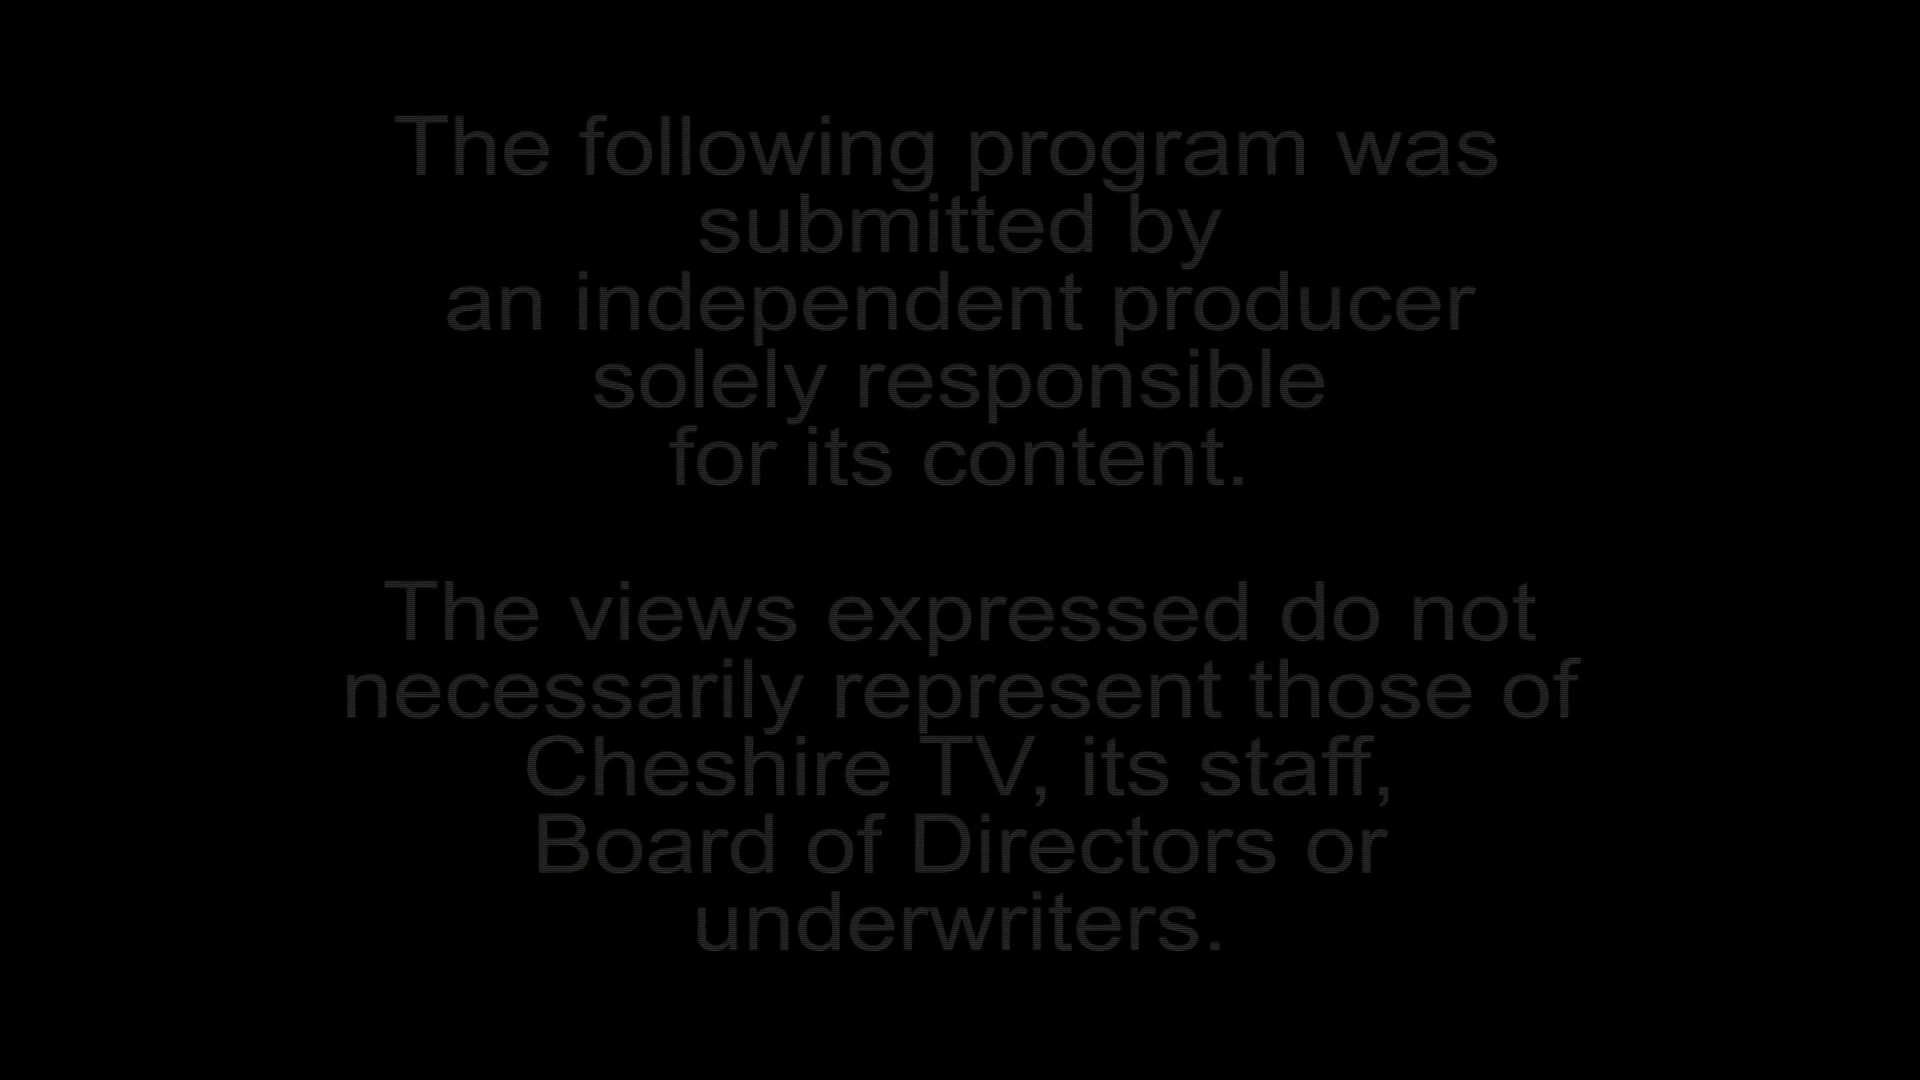 The following program was
submitted by
an independent producer
solely responsible
for its content.
The views expressed do not
necessarily represent those of
Cheshire TV, its staff,
Board of Directors or
underwriters.